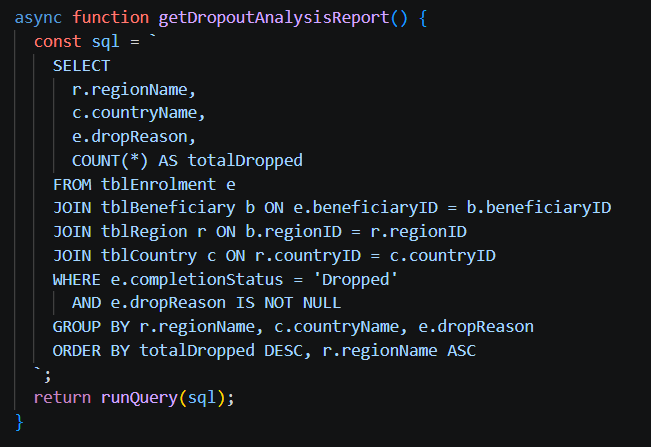 async function getDropoutAnalysisReport() {
const sql = `
SELECT
r.regionName,
c.countryName,
e.dropReason,
COUNT(*) AS totalDropped
FROM tblEnrolment e
JOIN tblBeneficiary b ON e.beneficiaryID = b.beneficiaryID
JOIN tblRegion r ON b.regionID = r.regionID
JOIN tblCountry c ON r.countryID = c.countryID
WHERE e.completionStatus = 'Dropped'
AND e.dropReason IS NOT NULL
GROUP BY r.regionName, c.countryName, e.dropReason
ORDER BY totalDropped DESC, r.regionName ASC
`;
return runQuery(sql);
}